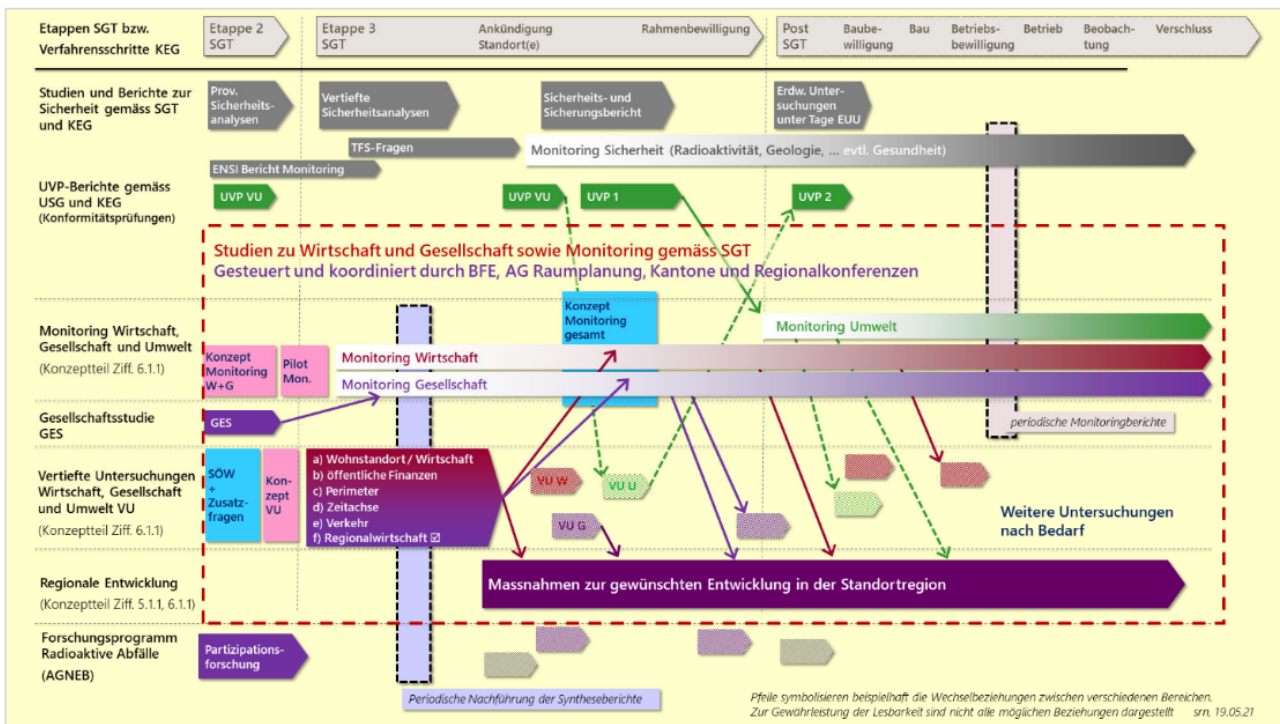 Etappen SGT bzw.
Verfahrensschritte KEG
Etappe 2
SGT
Etappe 3
SGT
Ankündigung
Standort(e)
Rahmenbewilligung
Post
SGT
Baube-
willigung
Bau
Betriebs-
bewilligung
Betrieb
Beobach-
tung
Verschluss
Studien und Berichte zur
Sicherheit gemäss SGT
und KEG
Prov.
Sicherheits-
analysen
Vertiefte
Sicherheitsanalysen
Sicherheits- und
Sicherungsbericht
Erdw. Unter-
suchungen
unter Tage EUU
TFS-Fragen
Monitoring Sicherheit (Radioaktivität, Geologie, ... evtl. Gesundheit)
ENSI Bericht Monitoring
UVP-Berichte gemäss
USG und KEG
(Konformitätsprüfungen)
UVP VU
UVP VU
UVP 1
UVP 2
Studien zu Wirtschaft und Gesellschaft sowie Monitoring gemäss SGT
Gesteuert und koordiniert durch BFE, AG Raumplanung, Kantone und Regionalkonferenzen
Monitoring Wirtschaft,
Gesellschaft und Umwelt
(Konzeptteil Ziff. 6.1.1)
Konzept
Monitoring
W+G
Pilot
Mon.
Konzept
Monitoring
gesamt
Monitoring Umwelt
Monitoring Wirtschaft
Monitoring Gesellschaft
Gesellschaftsstudie
GES
GES
periodische Monitoringberichte
Vertiefte Untersuchungen
Wirtschaft, Gesellschaft
und Umwelt VU
(Konzeptteil Ziff. 6.1.1)
SÖW
+
Zusatz-
fragen
Kon-
zept
VU
a) Wohnstandort / Wirtschaft
b) öffentliche Finanzen
c) Perimeter
d) Zeitachse
e) Verkehr
f) Regionalwirtschaft ☑
VU W
VU U
VU G
Weitere Untersuchungen
nach Bedarf
Regionale Entwicklung
(Konzeptteil Ziff. 5.1.1, 6.1.1)
Massnahmen zur gewünschten Entwicklung in der Standortregion
Forschungsprogramm
Radioaktive Abfälle
(AGNEB)
Partizipations-
forschung
Periodische Nachführung der Syntheseberichte
Pfeile symbolisieren beispielhaft die Wechselbeziehungen zwischen verschiedenen Bereichen.
Zur Gewährleistung der Lesbarkeit sind nicht alle möglichen Beziehungen dargestellt srn, 19.05.21